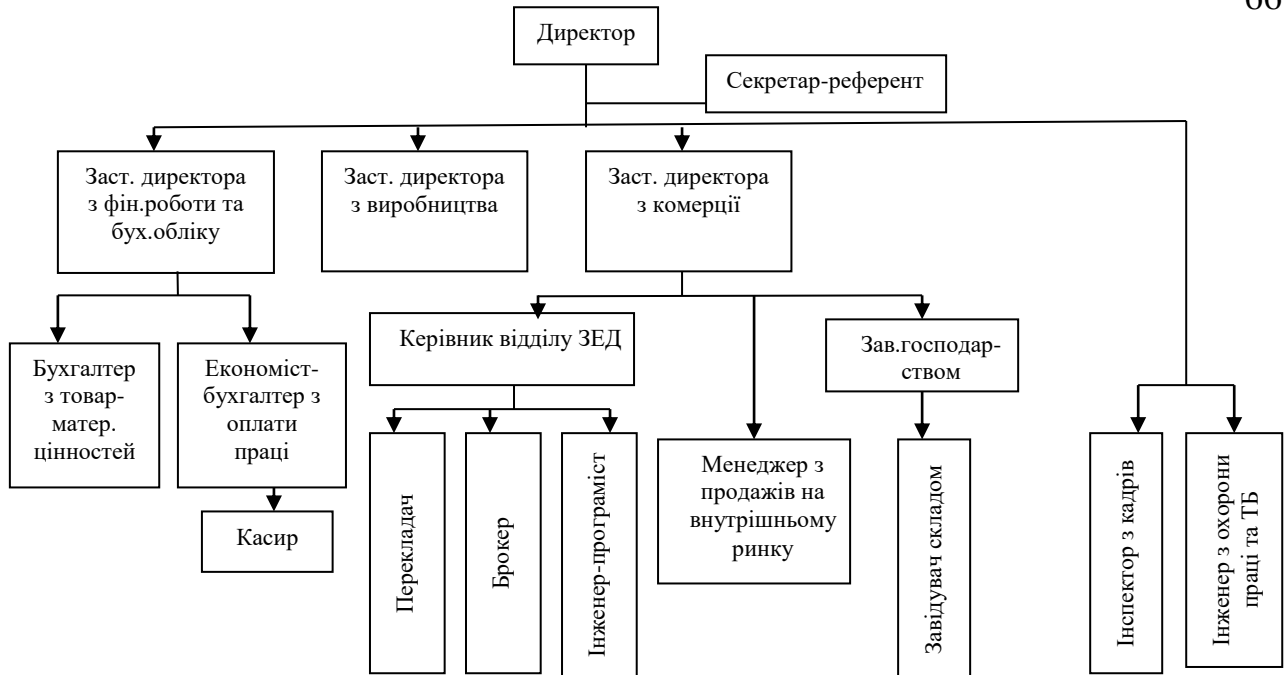 66
Директор
Секретар-референт
Заст. директора
з фін.роботи та
бух.обліку
Заст. директора
з виробництва
Заст. директора
з комерції
Керівник відділу ЗЕД
Зав.господар-
ством
Бухгалтер
з товар-
матер.
цінностей
Економіст-
бухгалтер з
оплати
праці
Касир
Перекладач
Брокер
Інженер-програміст
Менеджер з
продажів на
внутрішньому
ринку
Завідувач складом
Інспектор з кадрів
Інженер з охорони
праці та ТБ